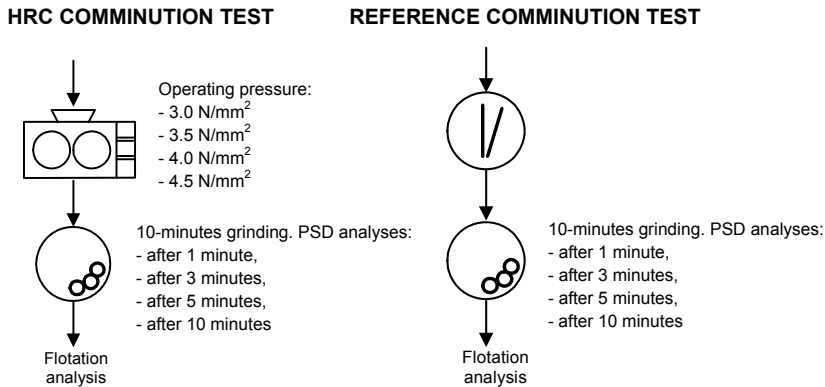 HRC COMMINUTION TEST
Operating pressure:
- 3.0 N/mm²
- 3.5 N/mm²
- 4.0 N/mm²
- 4.5 N/mm²
10-minutes grinding. PSD analyses:
- after 1 minute,
- after 3 minutes,
- after 5 minutes,
- after 10 minutes
Flotation
analysis
REFERENCE COMMINUTION TEST
10-minutes grinding. PSD analyses:
- after 1 minute,
- after 3 minutes,
- after 5 minutes,
- after 10 minutes
Flotation
analysis